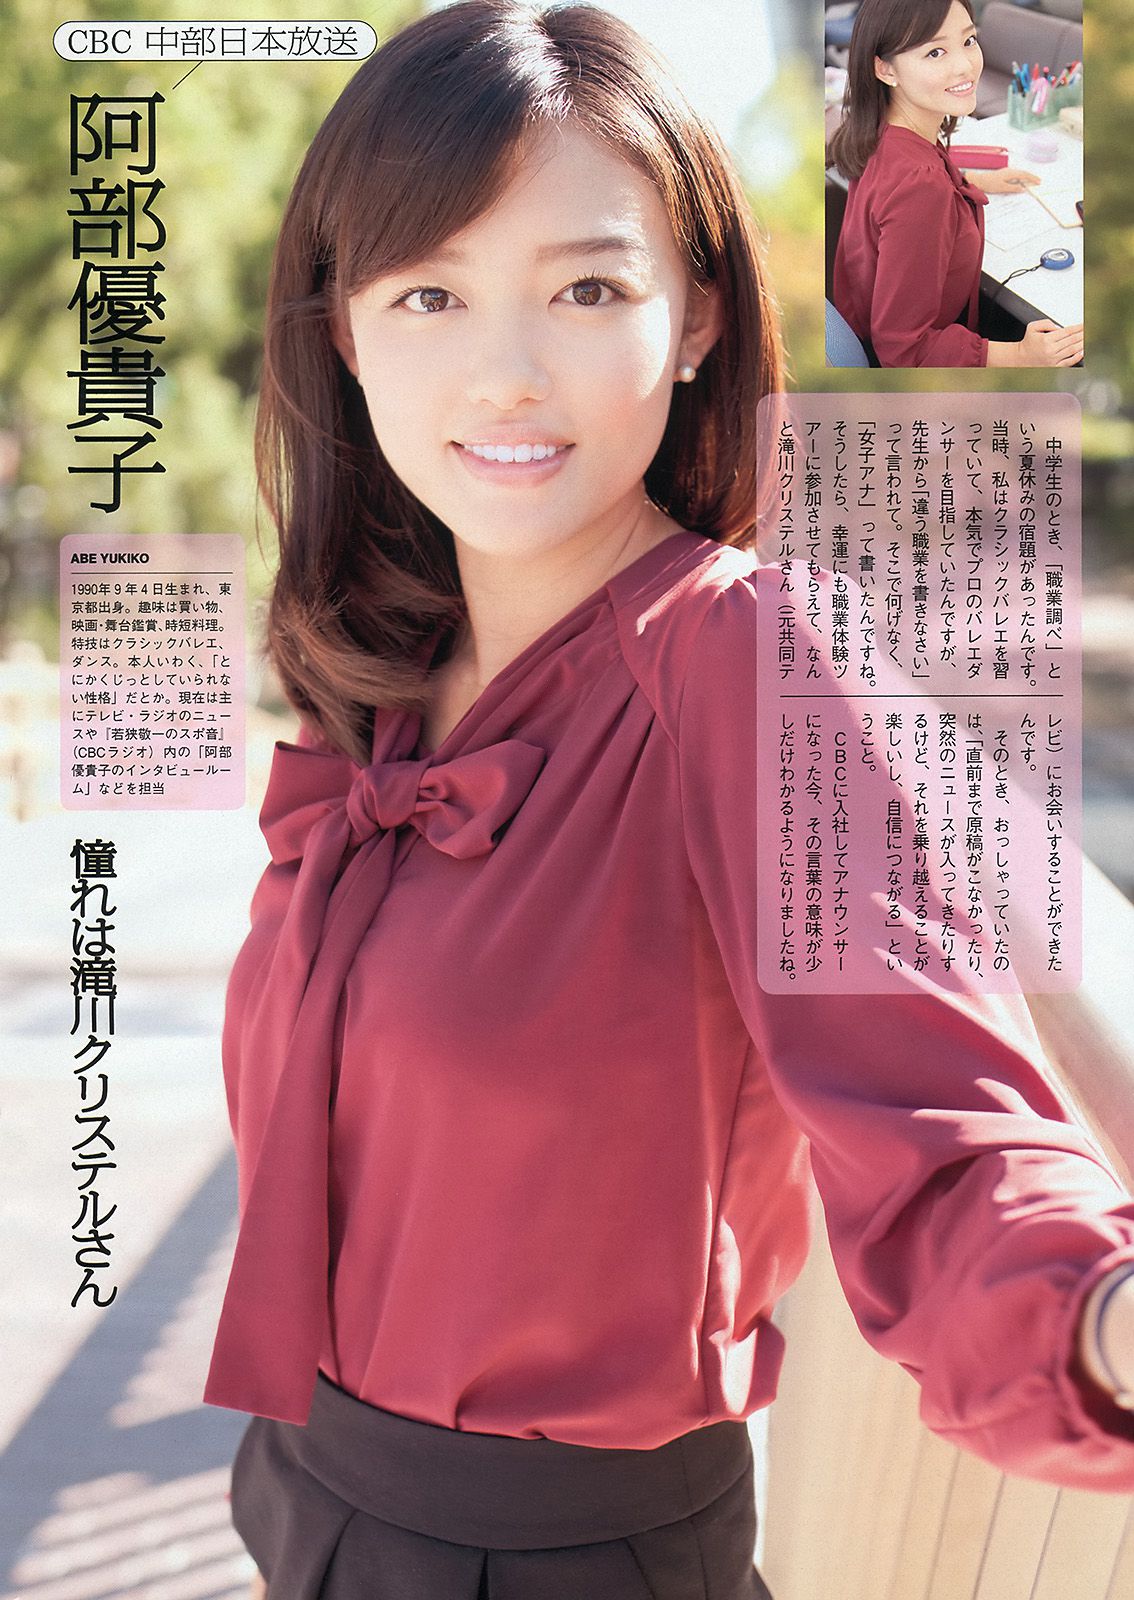 CBC 中部日本放送
阿部優貴子
ABE YUKIKO
1990年9月4日生まれ、東
京都出身。趣味は買い物、
映画・舞台鑑賞、時短料理。
特技はクラシックバレエ、
ダンス。本人いわく、「と
にかくじっとしていられな
い性格」だとか。現在は主
にテレビ・ラジオのニュー
スや『若狭敬一のスポ音』
（CBCラジオ）内の「阿部
優貴子のインタビュールー
ム」などを担当
憧れは滝川クリステルさん
中学生のとき、「職業調べ」と
いう夏休みの宿題があったんです。
当時、私はクラシックバレエを習
っていて、本気でプロのバレエダ
ンサーを目指していたんですが、
先生から「違う職業を書きなさい」
って言われて。そこで何げなく、
「女子アナ」って書いたんですね。
そうしたら、幸運にも職業体験ツ
アーに参加させてもらえて、なん
と滝川クリステルさん（元共同テ
レビ）にお会いすることができた
んです。
そのとき、おっしゃっていたの
は、「直前まで原稿がこなかったり、
突然のニュースが入ってきたりす
るけど、それを乗り越えることが
楽しいし、自信につながる」とい
うこと。
CBCに入社してアナウンサー
になった今、その言葉の意味が少
しだけわかるようになりましたね。